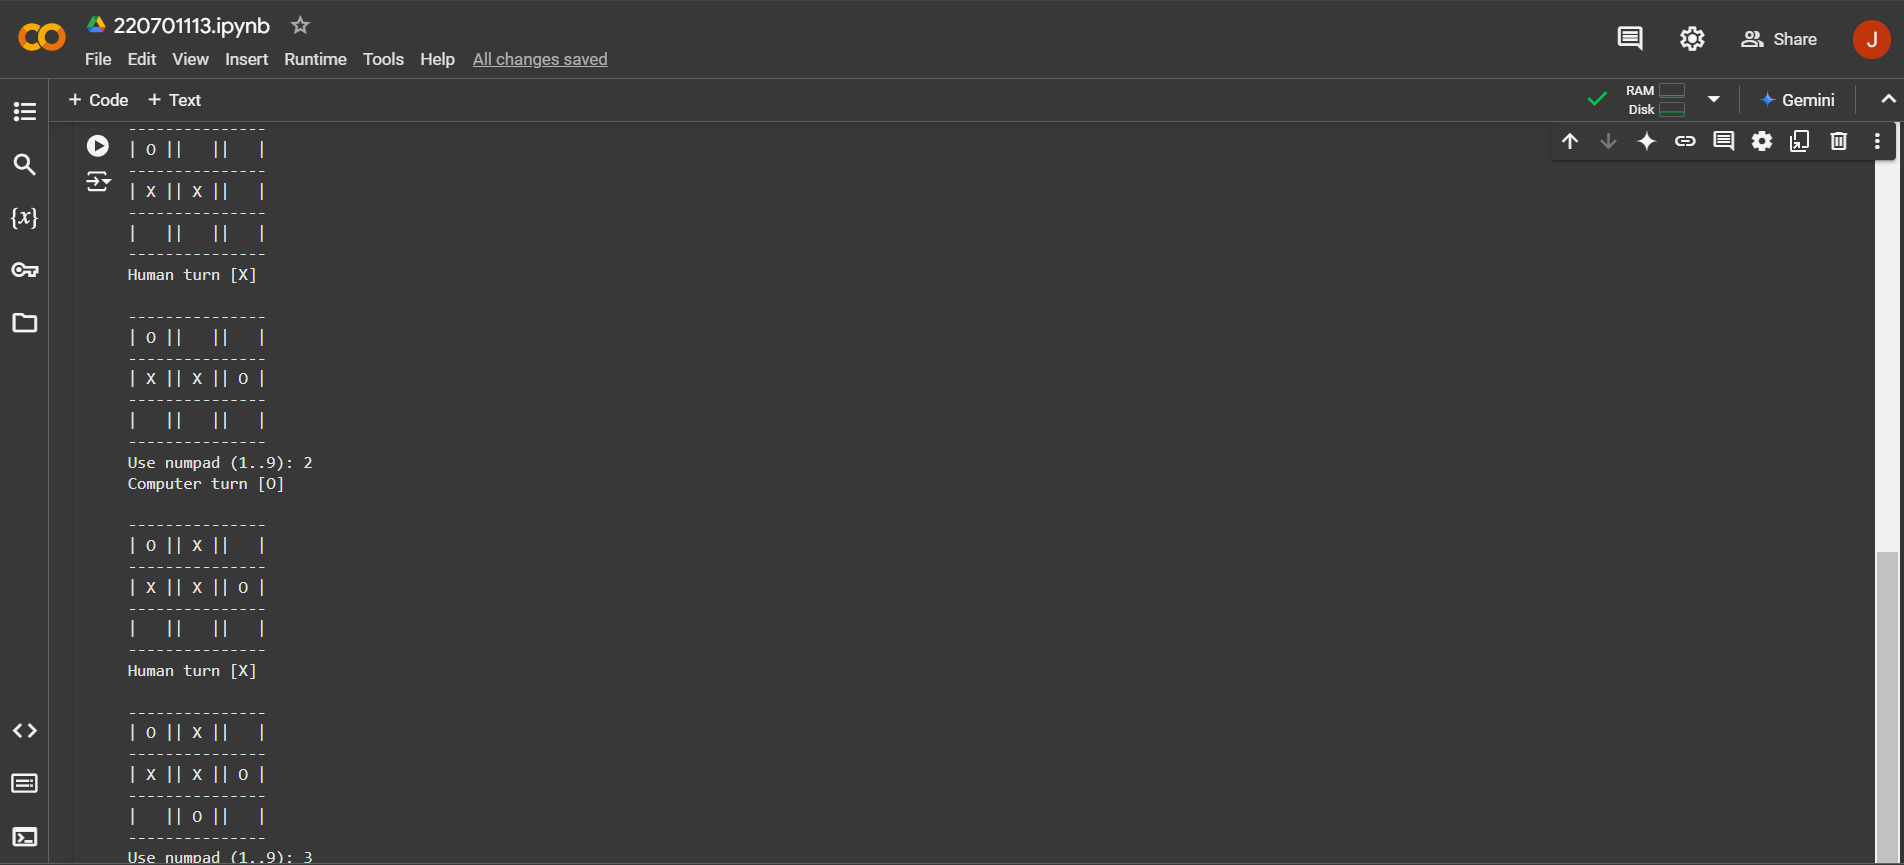 220701113.ipynb
File Edit View Insert Runtime Tools Help All changes saved
Share
J
+ Code + Text
RAM
Disk
Gemini
{x}
---------------
| O ||   ||   |
---------------
| X || X ||   |
---------------
|   ||   ||   |
---------------
Human turn [X]
---------------
| O ||   ||   |
---------------
| X || X || O |
---------------
|   ||   ||   |
---------------
Use numpad (1..9): 2
Computer turn [O]
---------------
| O || X ||   |
---------------
| X || X || O |
---------------
|   ||   ||   |
---------------
Human turn [X]
---------------
| O || X ||   |
---------------
| X || X || O |
---------------
|   || O ||   |
---------------
Use numpad (1..9): 3